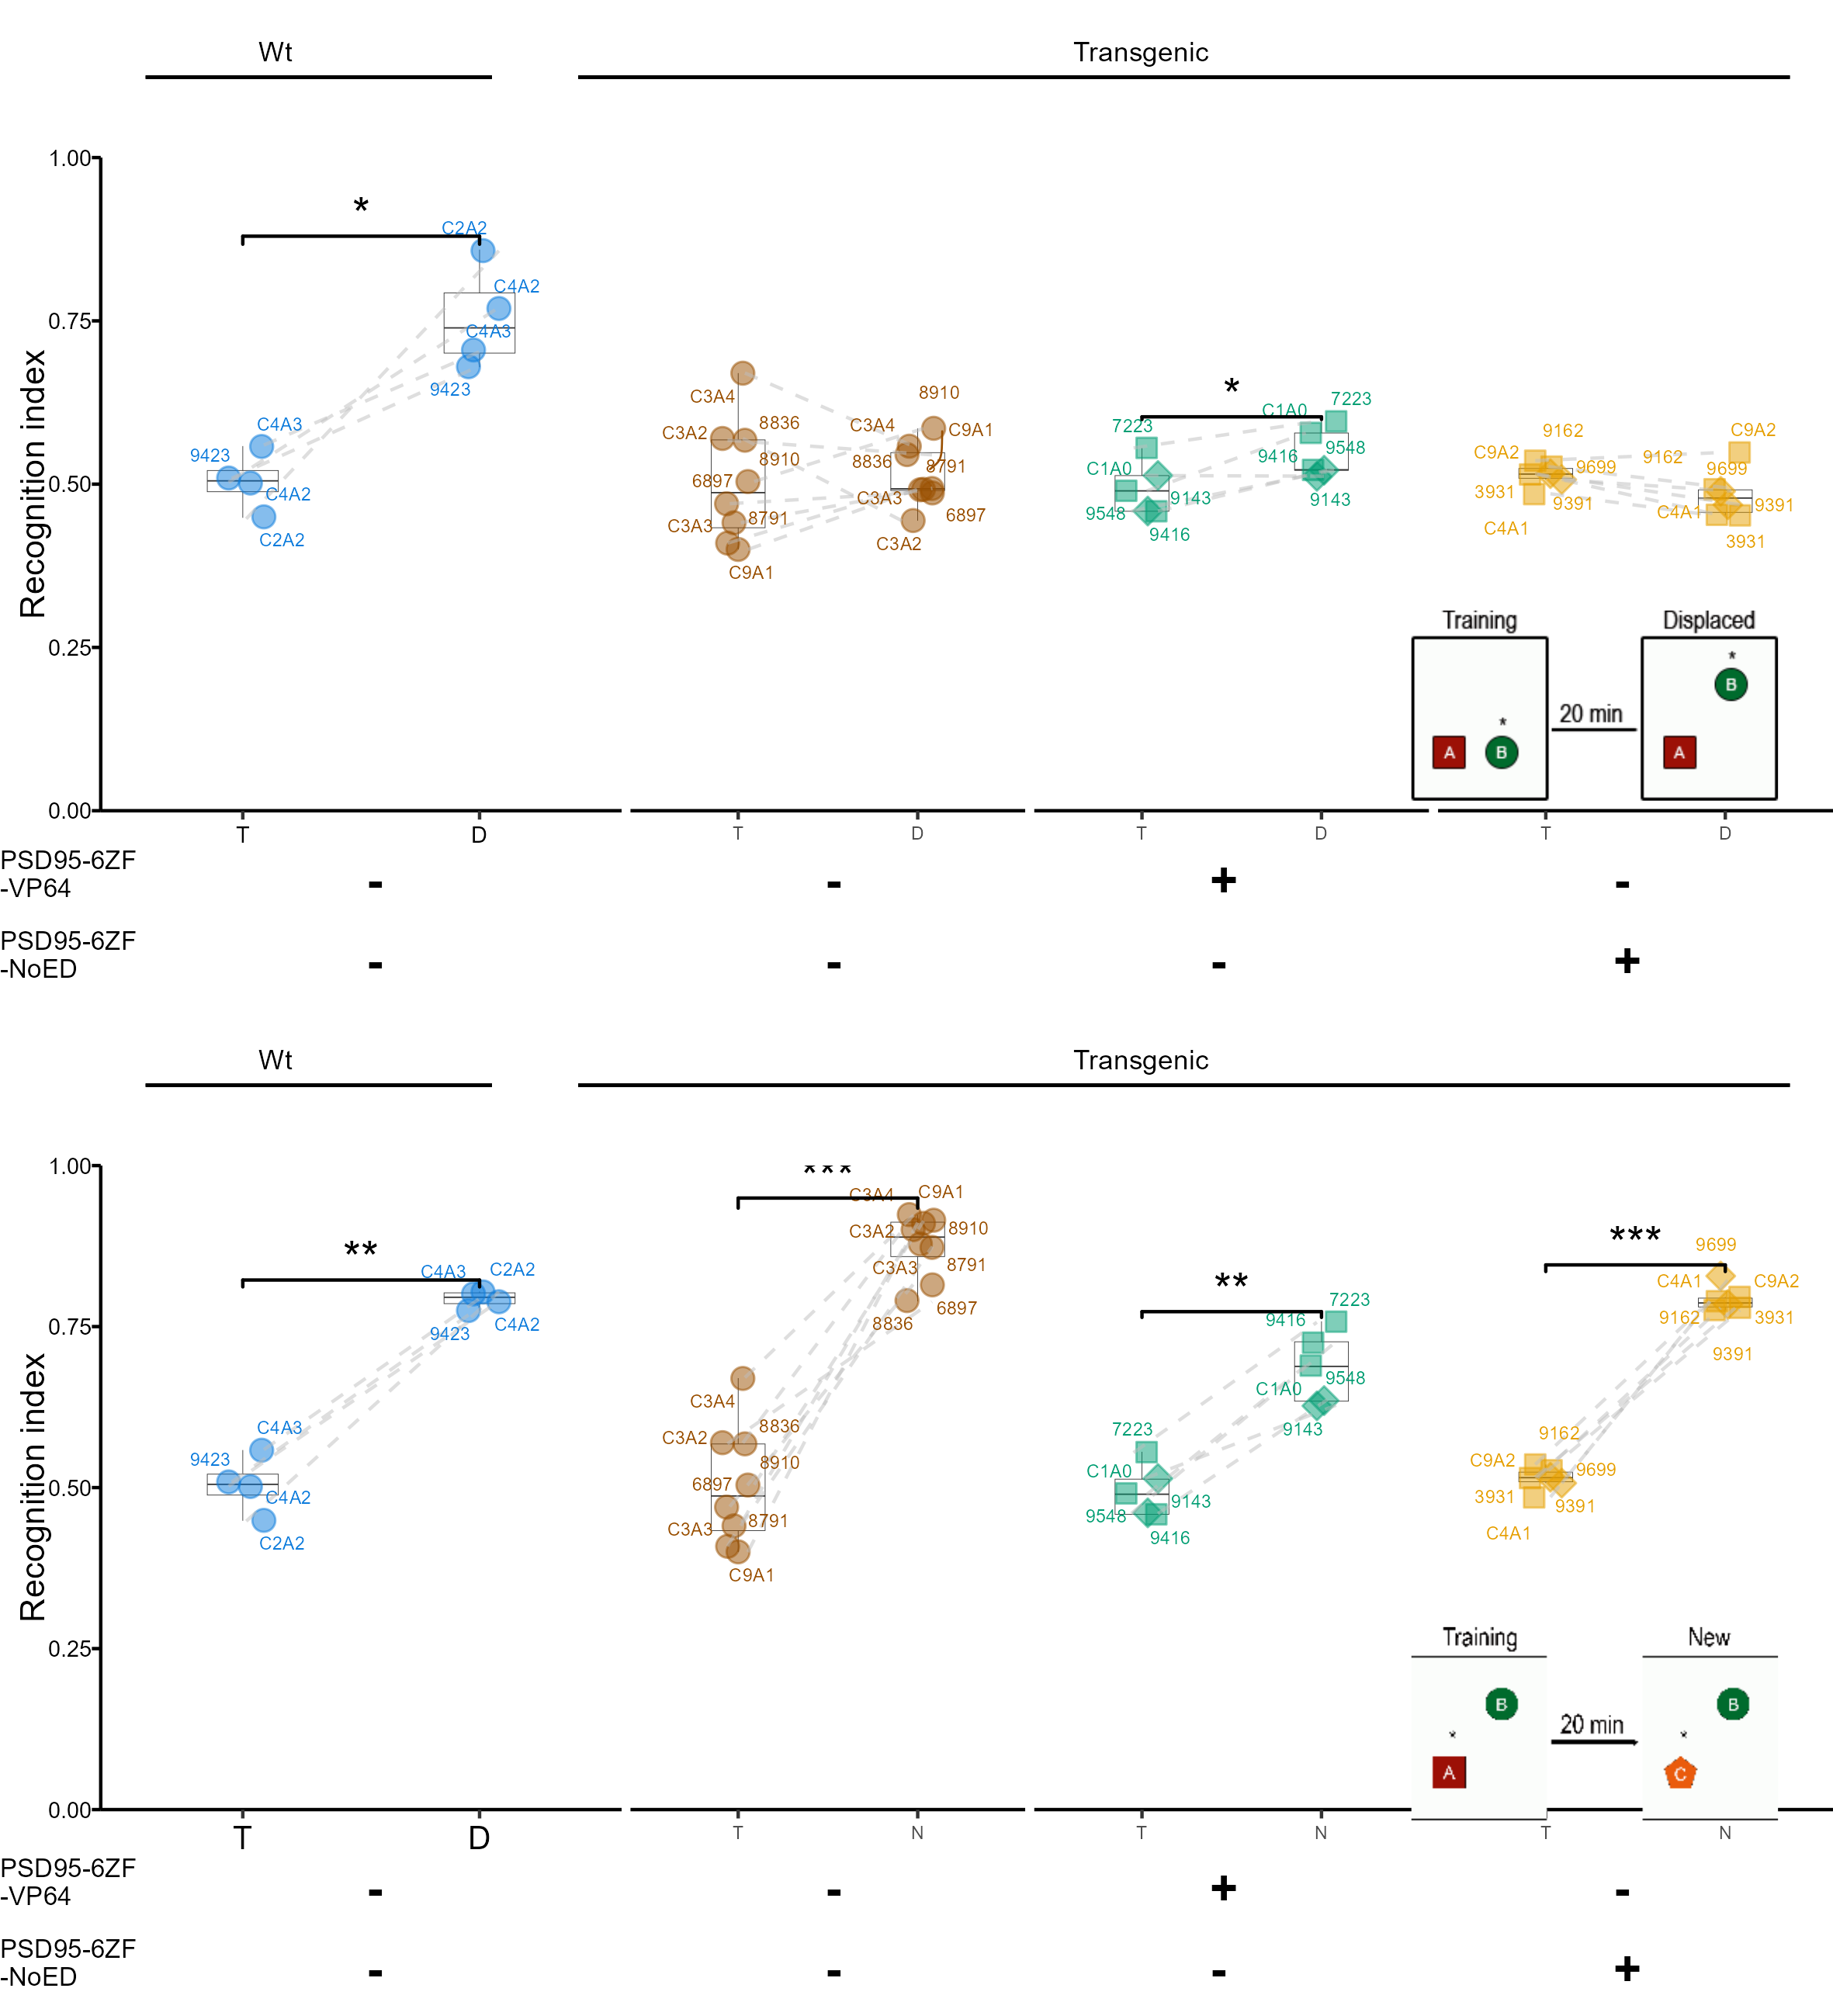 Wt
Transgenic
1.00
0.75
0.50
0.25
0.00
Recognition index
*
C2A2
C4A2
C4A3
9423
C4A3
9423
C4A2
C2A2
C3A4
C3A2
8836
8910
6897
C3A3
8791
C9A1
8910
C3A4
C9A1
8836
8791
C3A3
6897
C3A2
*
7223
C1A0
9143
9548
9416
C1A0
7223
9548
9416
9143
9162
C9A2
9699
3931
9391
C4A1
C9A2
9162
9699
9391
C4A1
3931
Training
Displaced
*
B
20 min
*
A
B
A
T
D
T
D
T
D
T
D
PSD95-6ZF
-VP64
-
-
+
-
PSD95-6ZF
-NoED
-
-
-
+
Wt
Transgenic
1.00
0.75
0.50
0.25
0.00
Recognition index
**
C4A3
C2A2
9423
C4A2
C4A3
9423
C4A2
C2A2
***
C3A4
C9A1
C3A2
8910
C3A3
8791
6897
8836
C3A4
C3A2
8836
8910
6897
C3A3
8791
C9A1
**
7223
9416
9548
C1A0
9143
7223
C1A0
9143
9548
9416
***
9699
C4A1
C9A2
9162
3931
9391
9162
C9A2
9699
3931
9391
C4A1
Training
New
B
B
20 min
*
*
A
C
T
D
T
N
T
N
T
N
PSD95-6ZF
-VP64
-
-
+
-
PSD95-6ZF
-NoED
-
-
-
+